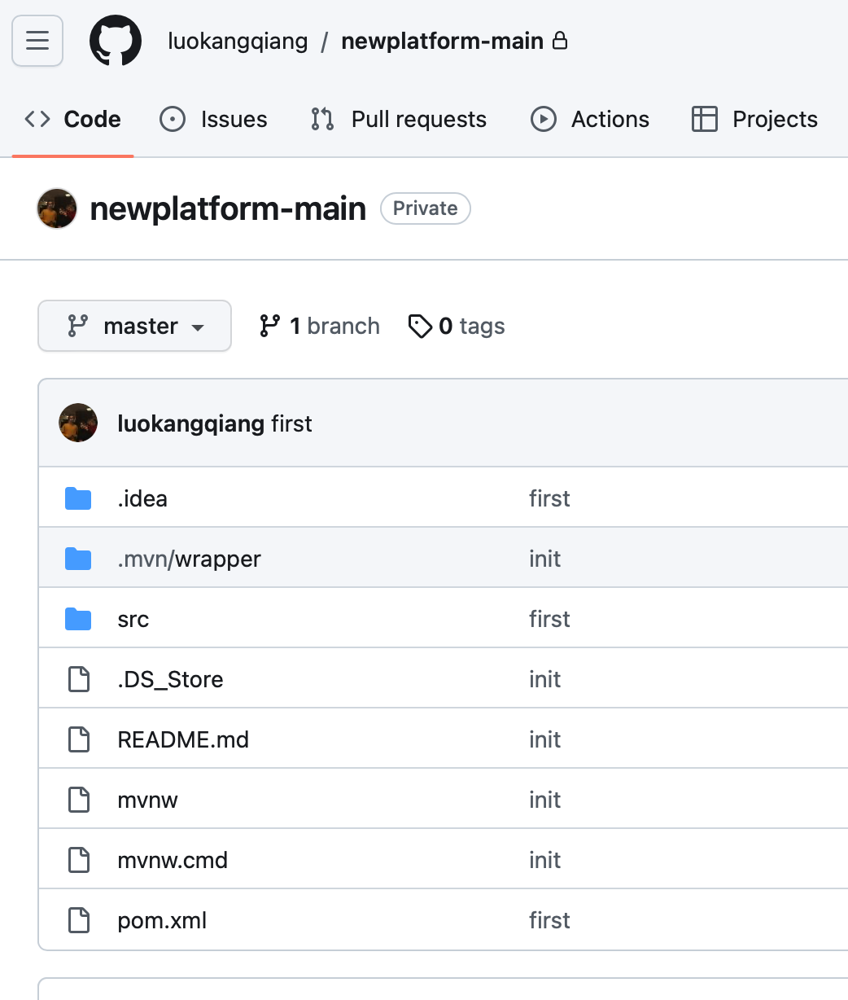 luokangqiang / newplatform-main
Code Issues Pull requests Actions Projects
newplatform-main Private
master 1 branch 0 tags
luokangqiang first
.idea first
.mvn/wrapper init
src first
.DS_Store init
README.md init
mvnw init
mvnw.cmd init
pom.xml first